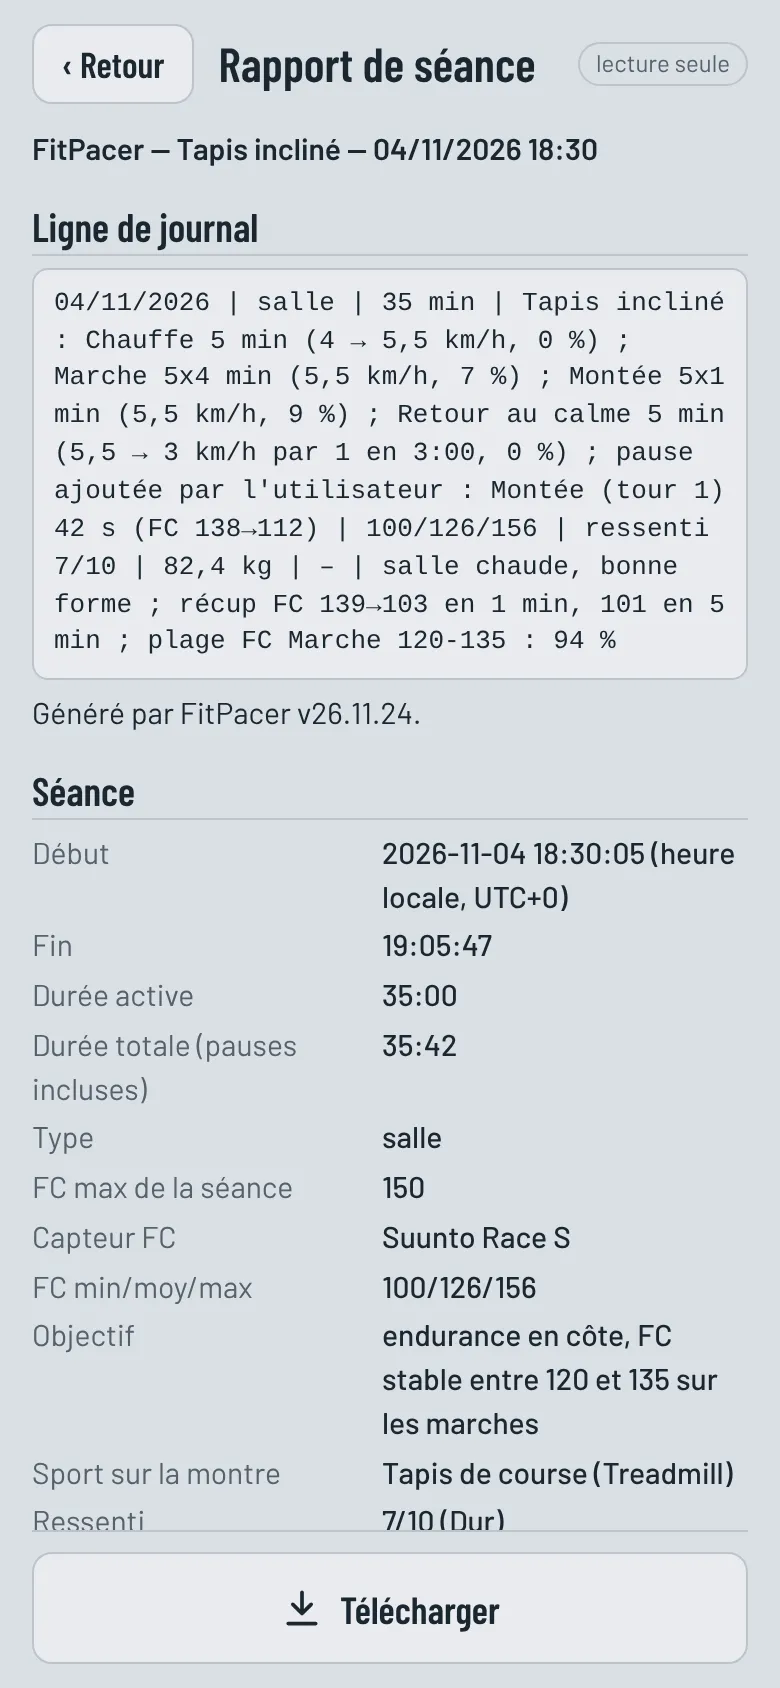 ‹ Retour
Rapport de séance
lecture seule
FitPacer — Tapis incliné — 04/11/2026 18:30
Ligne de journal
04/11/2026 | salle | 35 min | Tapis incliné
: Chauffe 5 min (4 → 5,5 km/h, 0 %) ;
Marche 5x4 min (5,5 km/h, 7 %) ; Montée 5x1
min (5,5 km/h, 9 %) ; Retour au calme 5 min
(5,5 → 3 km/h par 1 en 3:00, 0 %) ; pause
ajoutée par l'utilisateur : Montée (tour 1)
42 s (FC 138→112) | 100/126/156 | ressenti
7/10 | 82,4 kg | – | salle chaude, bonne
forme ; récup FC 139→103 en 1 min, 101 en 5
min ; plage FC Marche 120-135 : 94 %
Généré par FitPacer v26.11.24.
Séance
Début
2026-11-04 18:30:05 (heure
locale, UTC+0)
Fin
19:05:47
Durée active
35:00
Durée totale (pauses
incluses)
35:42
Type
salle
FC max de la séance
150
Capteur FC
Suunto Race S
FC min/moy/max
100/126/156
Objectif
endurance en côte, FC
stable entre 120 et 135 sur
les marches
Sport sur la montre
Tapis de course (Treadmill)
Ressenti
7/10 (Dur)
Télécharger